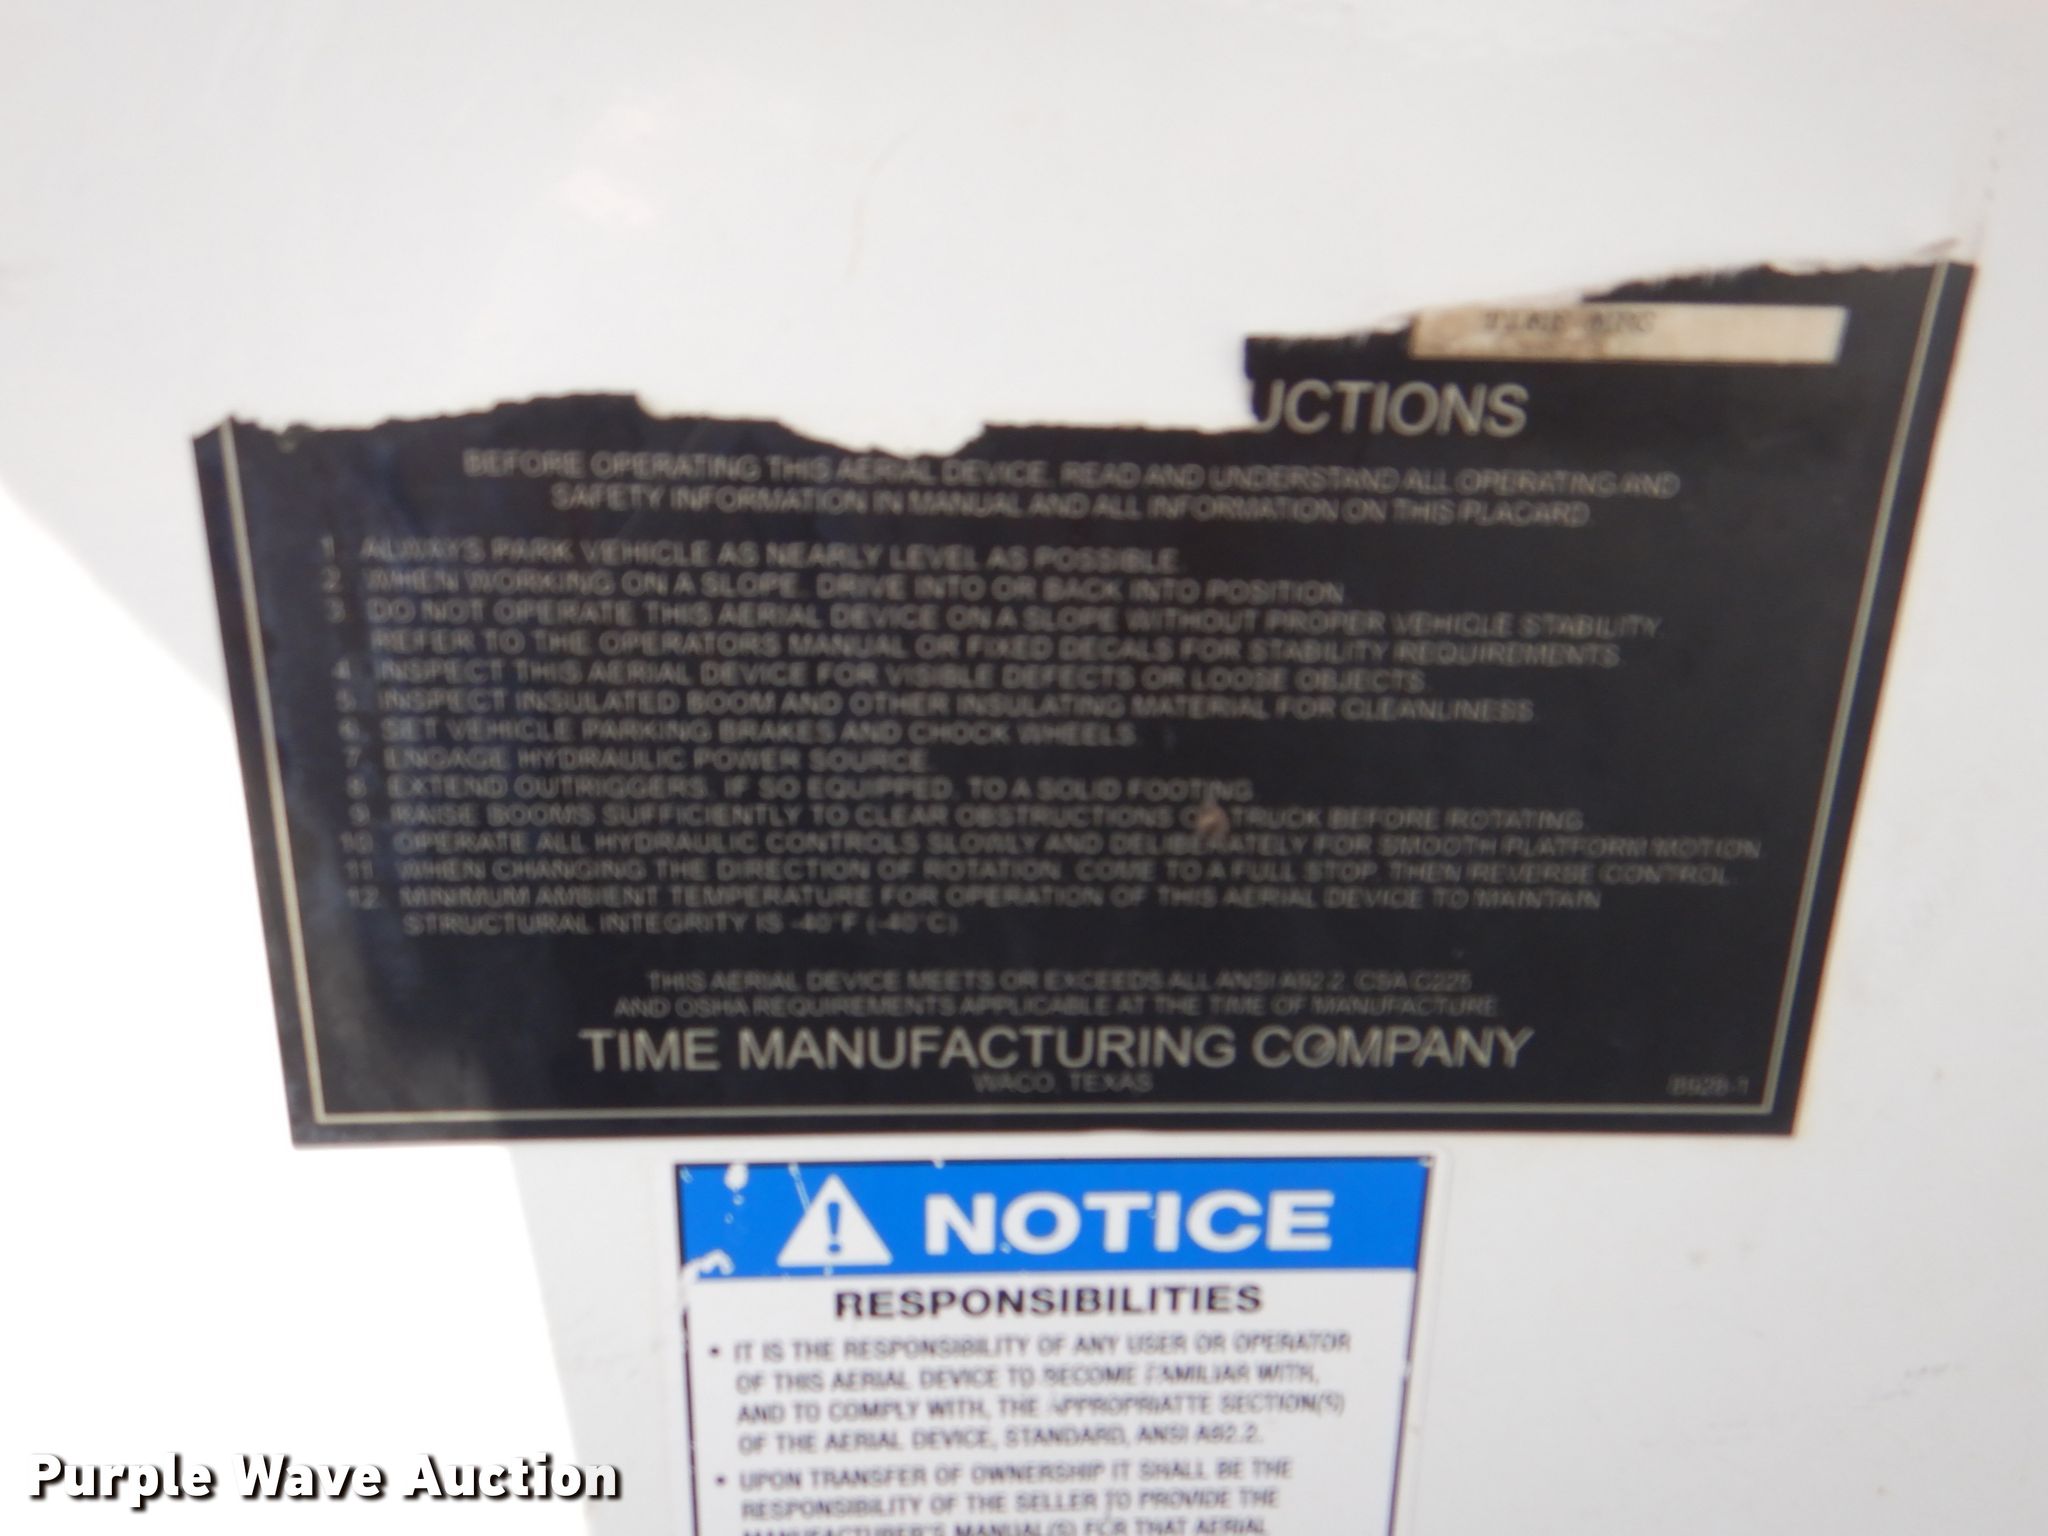 UCTIONS
BEFORE OPERATING THIS AERIAL DEVICE, READ AND UNDERSTAND ALL OPERATING AND
SAFETY INFORMATION IN MANUAL AND ALL INFORMATION ON THIS PLACARD.
1. ALWAYS PARK VEHICLE AS NEARLY LEVEL AS POSSIBLE.
2. WHEN WORKING ON A SLOPE, DRIVE INTO OR BACK INTO POSITION.
3. DO NOT OPERATE THIS AERIAL DEVICE ON A SLOPE WITHOUT PROPER VEHICLE STABILITY.
REFER TO THE OPERATORS MANUAL OR FIXED DECALS FOR STABILITY REQUIREMENTS.
4. INSPECT THIS AERIAL DEVICE FOR VISIBLE DEFECTS OR LOOSE OBJECTS.
5. INSPECT INSULATED BOOM AND OTHER INSULATING MATERIAL FOR CLEANLINESS.
6. SET VEHICLE PARKING BRAKES AND CHOCK WHEELS.
7. ENGAGE HYDRAULIC POWER SOURCE.
8. EXTEND OUTRIGGERS, IF SO EQUIPPED, TO A SOLID FOOTING.
9. RAISE BOOMS SUFFICIENTLY TO CLEAR OBSTRUCTIONS TRUCK BEFORE ROTATING.
10. OPERATE ALL HYDRAULIC CONTROLS SLOWLY AND DELIBERATELY FOR SMOOTH PLATFORM MOTION.
11. WHEN CHANGING THE DIRECTION OF ROTATION, COME TO A FULL STOP, THEN REVERSE CONTROL.
12. MINIMUM AMBIENT TEMPERATURE FOR OPERATION OF THIS AERIAL DEVICE TO MAINTAIN
STRUCTURAL INTEGRITY IS -40°F (-40°C).
THIS AERIAL DEVICE MEETS OR EXCEEDS ALL ANSI A92.2, CSA C225
AND OSHA REQUIREMENTS APPLICABLE AT THE TIME OF MANUFACTURE.
TIME MANUFACTURING COMPANY
WACO, TEXAS
B928-1
NOTICE
RESPONSIBILITIES
• IT IS THE RESPONSIBILITY OF ANY USER OR OPERATOR
OF THIS AERIAL DEVICE TO BECOME FAMILIAR WITH,
AND TO COMPLY WITH, THE APPROPRIATTE SECTION(S)
OF THE AERIAL DEVICE, STANDARD, ANSI A92.2.
• UPON TRANSFER OF OWNERSHIP IT SHALL BE THE
RESPONSIBILITY OF THE SELLER TO PROVIDE THE
MANUFACTURER'S MANUAL(S) FOR THAT AERIAL
Purple Wave Auction